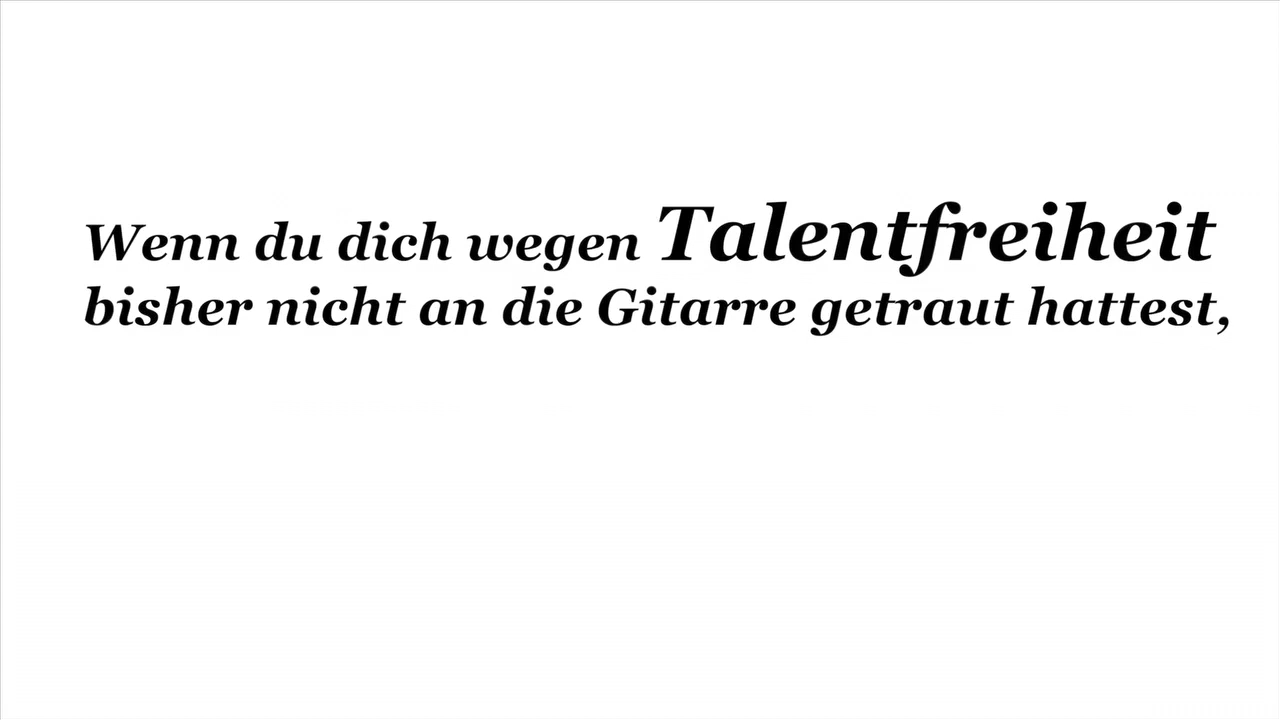 Wenn du dich wegen Talentfreiheit
bisher nicht an die Gitarre getraut hattest,